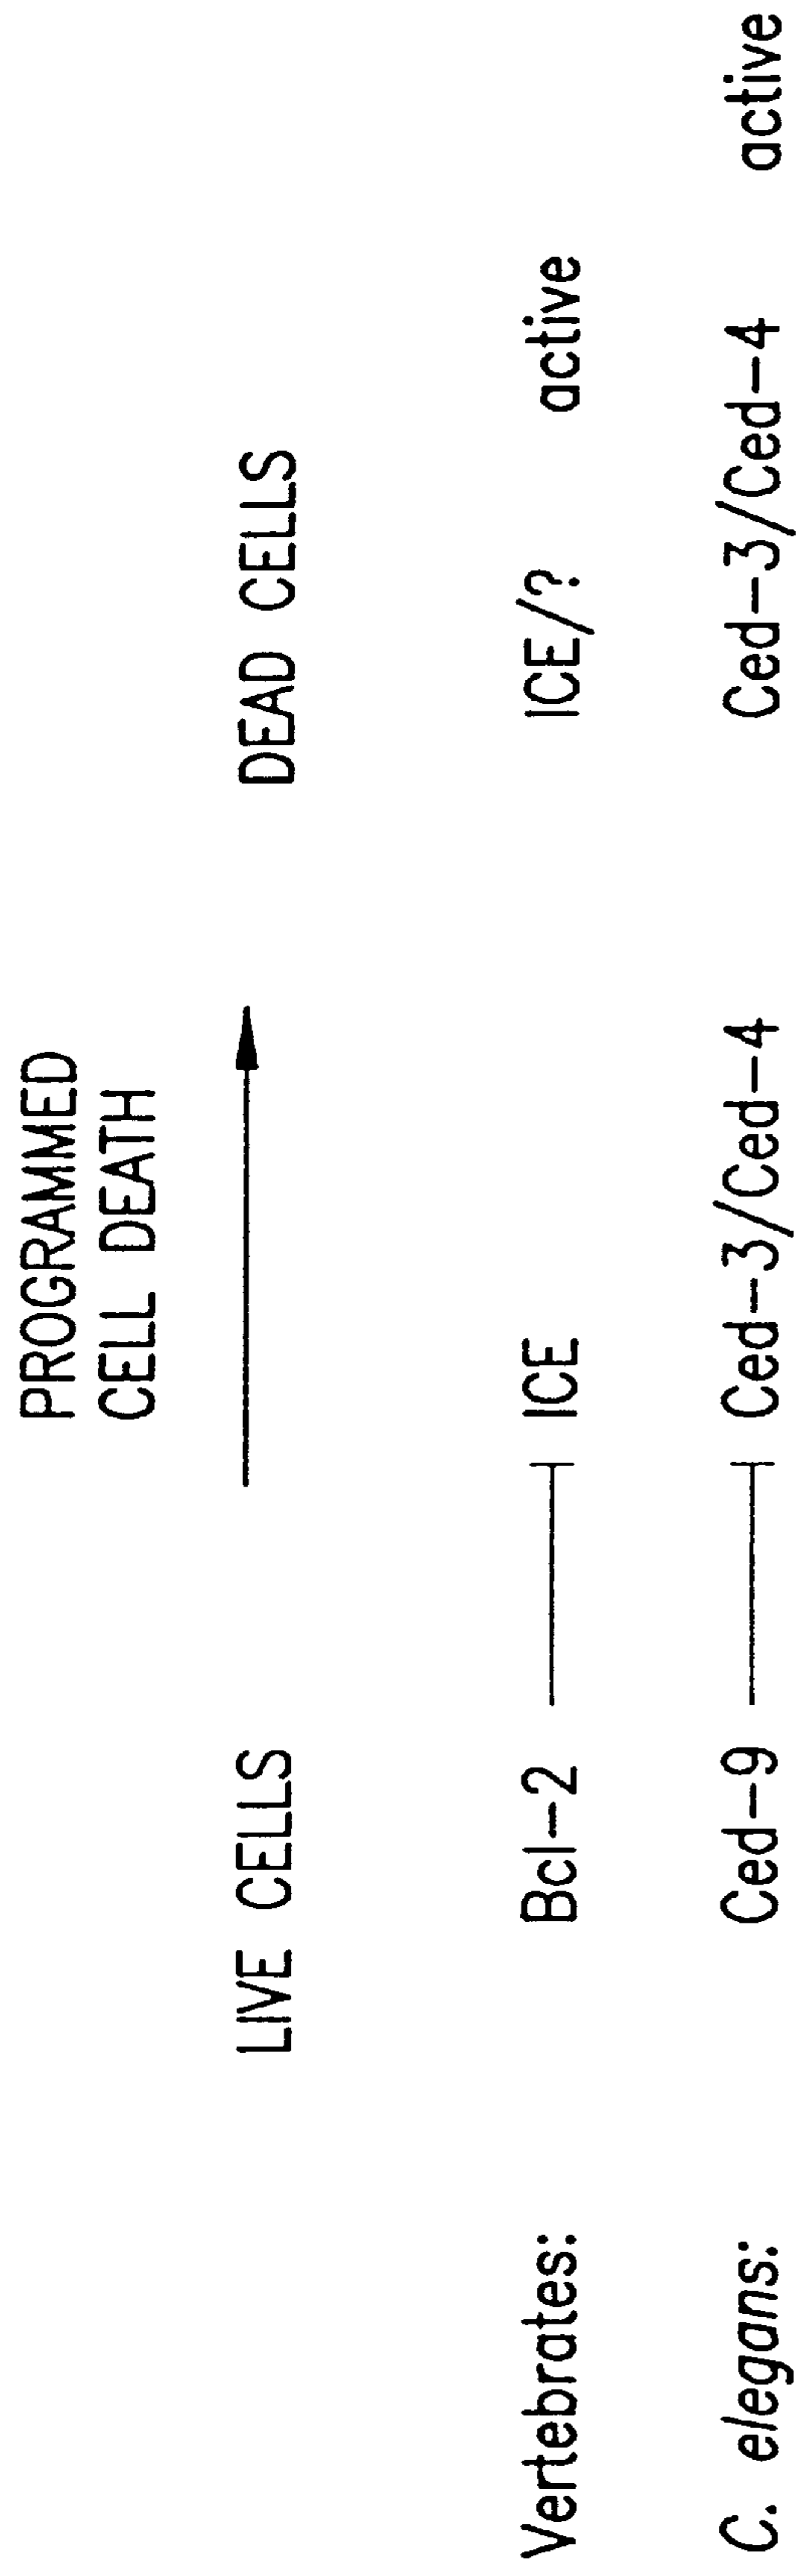 PROGRAMMED
CELL DEATH
LIVE CELLS DEAD CELLS
Vertebrates: Bcl-2 ICE ICE/? active
C. elegans: Ced-9 Ced-3/Ced-4 Ced-3/Ced-4 active